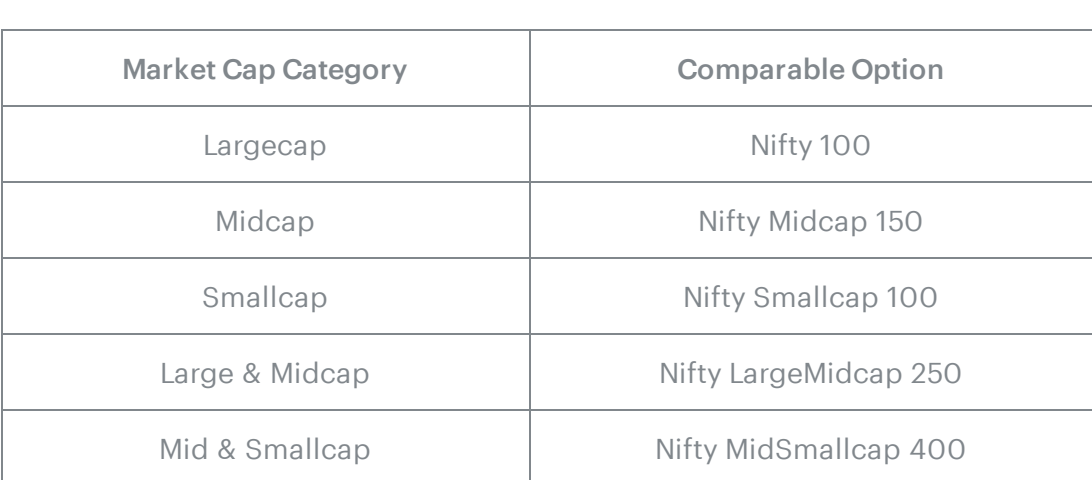 Market Cap Category Comparable Option
Largecap Nifty 100
Midcap Nifty Midcap 150
Smallcap Nifty Smallcap 100
Large & Midcap Nifty LargeMidcap 250
Mid & Smallcap Nifty MidSmallcap 400